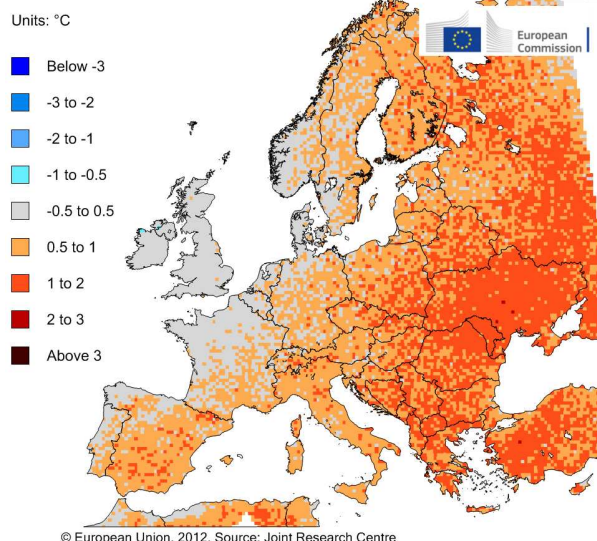 Units: °C
European
Commission
Below -3
-3 to -2
-2 to -1
-1 to -0.5
-0.5 to 0.5
0.5 to 1
1 to 2
2 to 3
Above 3
© European Union, 2012. Source: Joint Research Centre